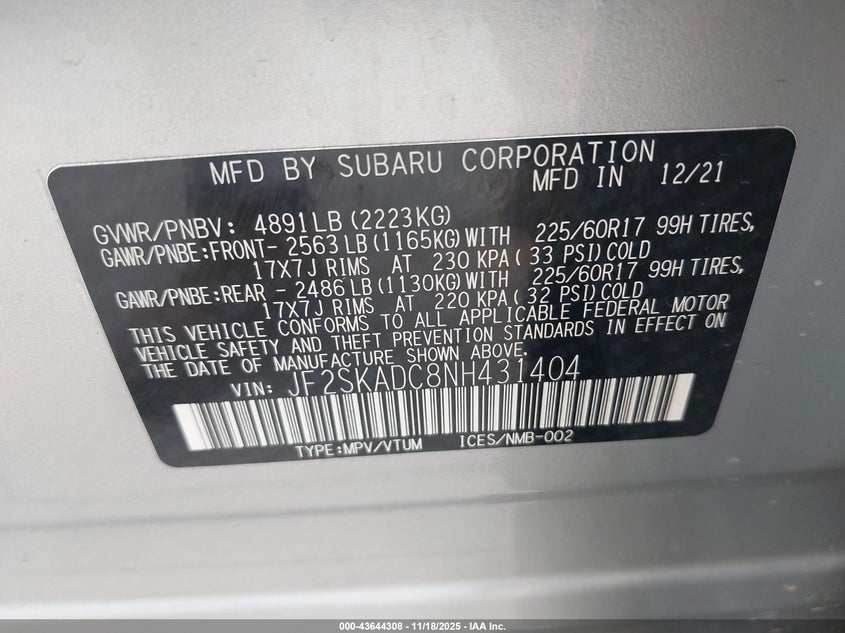 MFD BY SUBARU CORPORATION
MFD IN 12/21
GVWR/PNBV: 4891LB (2223KG)
GAWR/PNBE:FRONT- 2563 LB (1165KG) WITH 225/60R17 99H TIRES,
17X7J RIMS AT 230 KPA ( 33 PSI) COLD
GAWR/PNBE:REAR - 2486 LB (1130KG) WITH 225/60R17 99H TIRES,
17X7J RIMS AT 220 KPA ( 32 PSI) COLD
THIS VEHICLE CONFORMS TO ALL APPLICABLE FEDERAL MOTOR
VEHICLE SAFETY AND THEFT PREVENTION STANDARDS IN EFFECT ON
THE DATE OF MANUFACTURE SHOWN ABOVE.
VIN: JF2SKADC8NH431404
TYPE:MPV/VTUM ICES/NMB-002
000-43644308 - 11/18/2025 - IAA Inc.